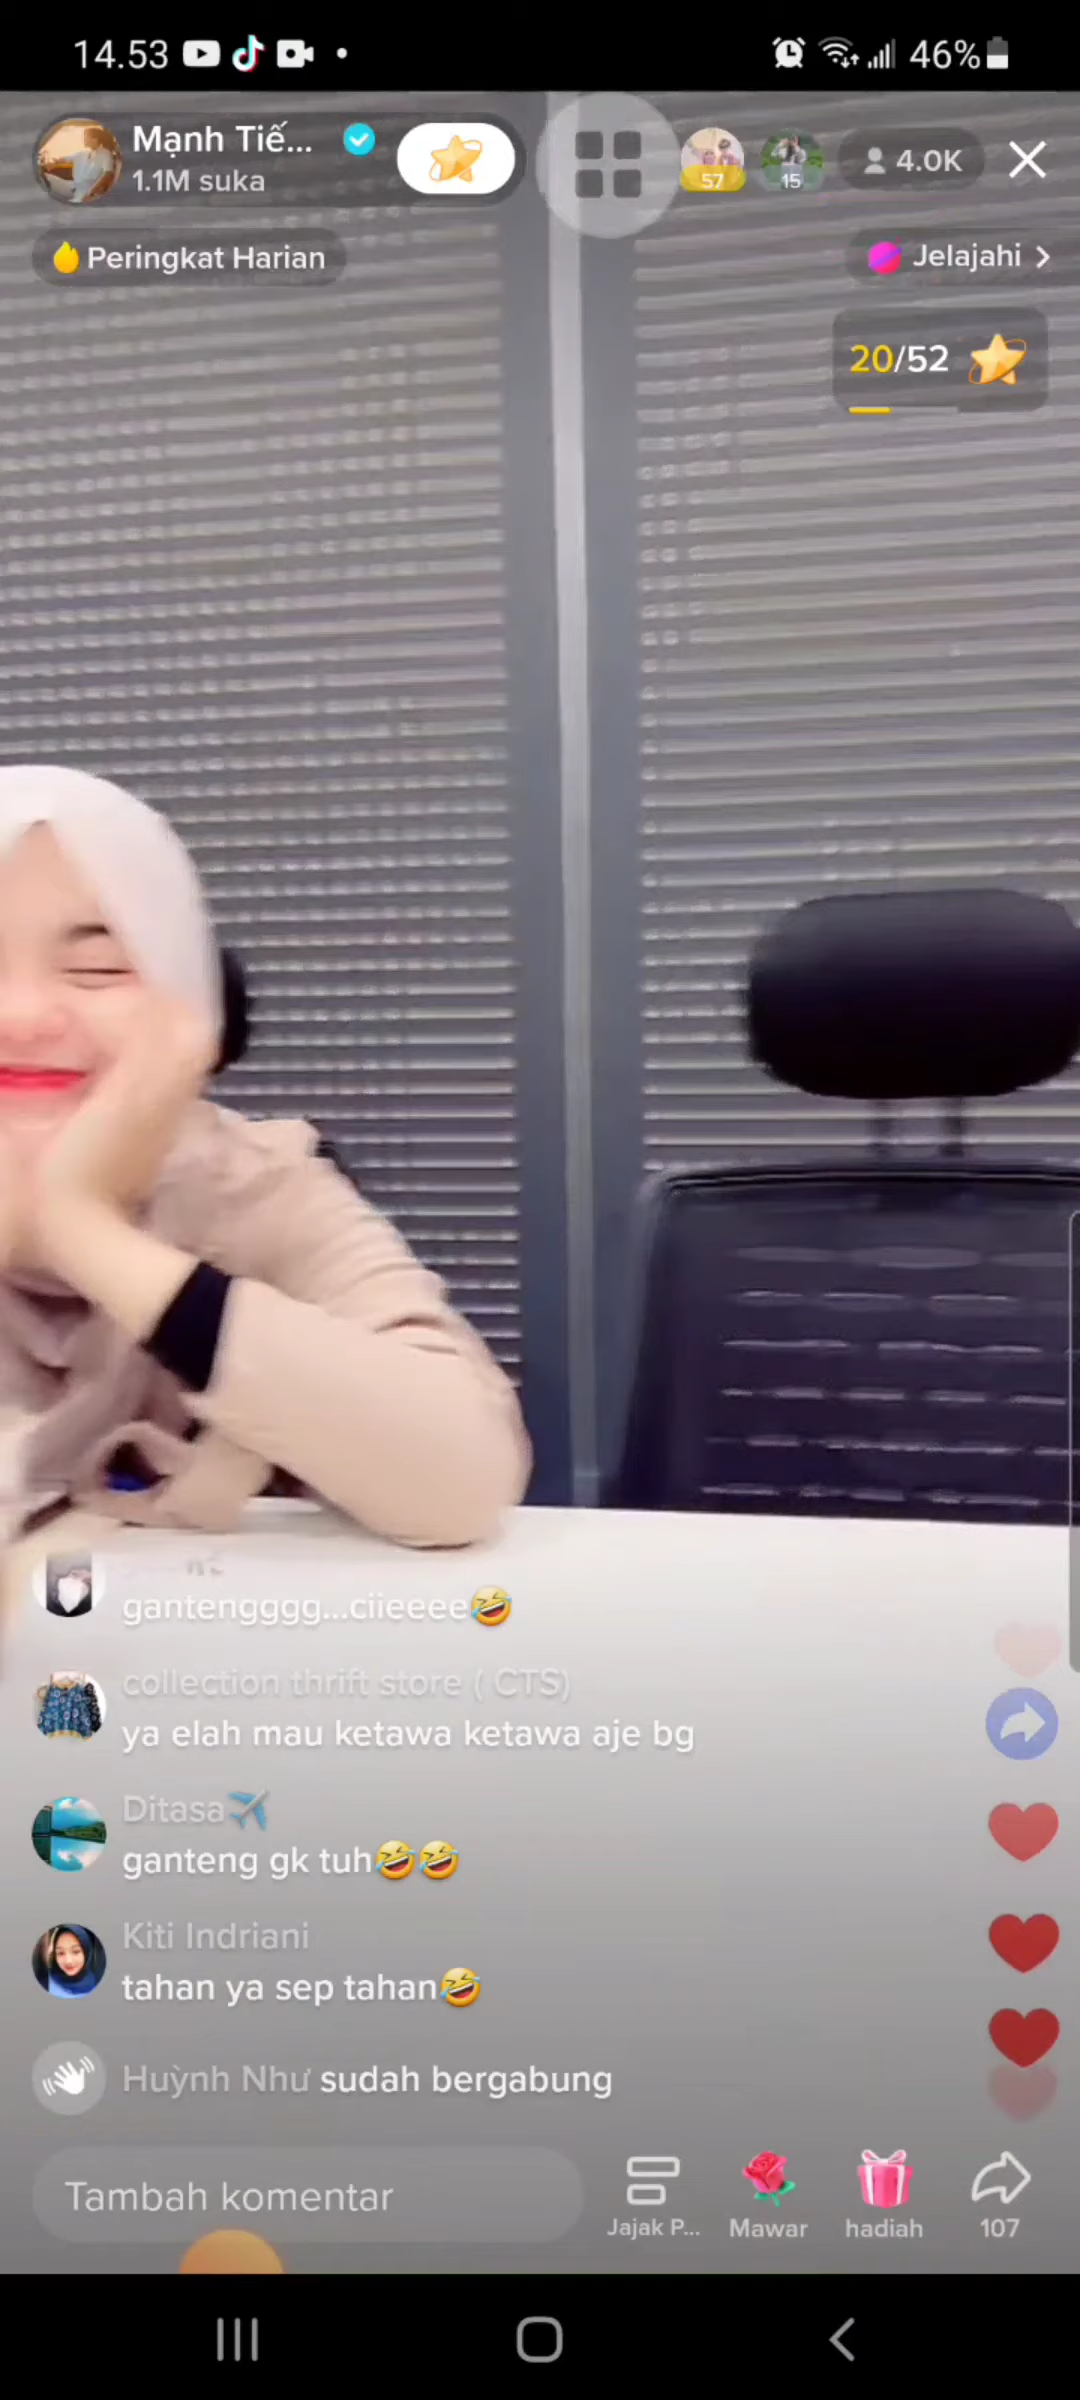 14.53
46%
Mạnh Tiế...
1.1M suka
57
15
4.0K
Peringkat Harian
Jelajahi >
20/52
gantengggg...ciieeee🤣
collection thrift store ( CTS)
ya elah mau ketawa ketawa aje bg
Ditasa✈️
ganteng gk tuh🤣🤣
Kiti Indriani
tahan ya sep tahan🤣
Huỳnh Như sudah bergabung
Tambah komentar
Jajak P...
Mawar
hadiah
107